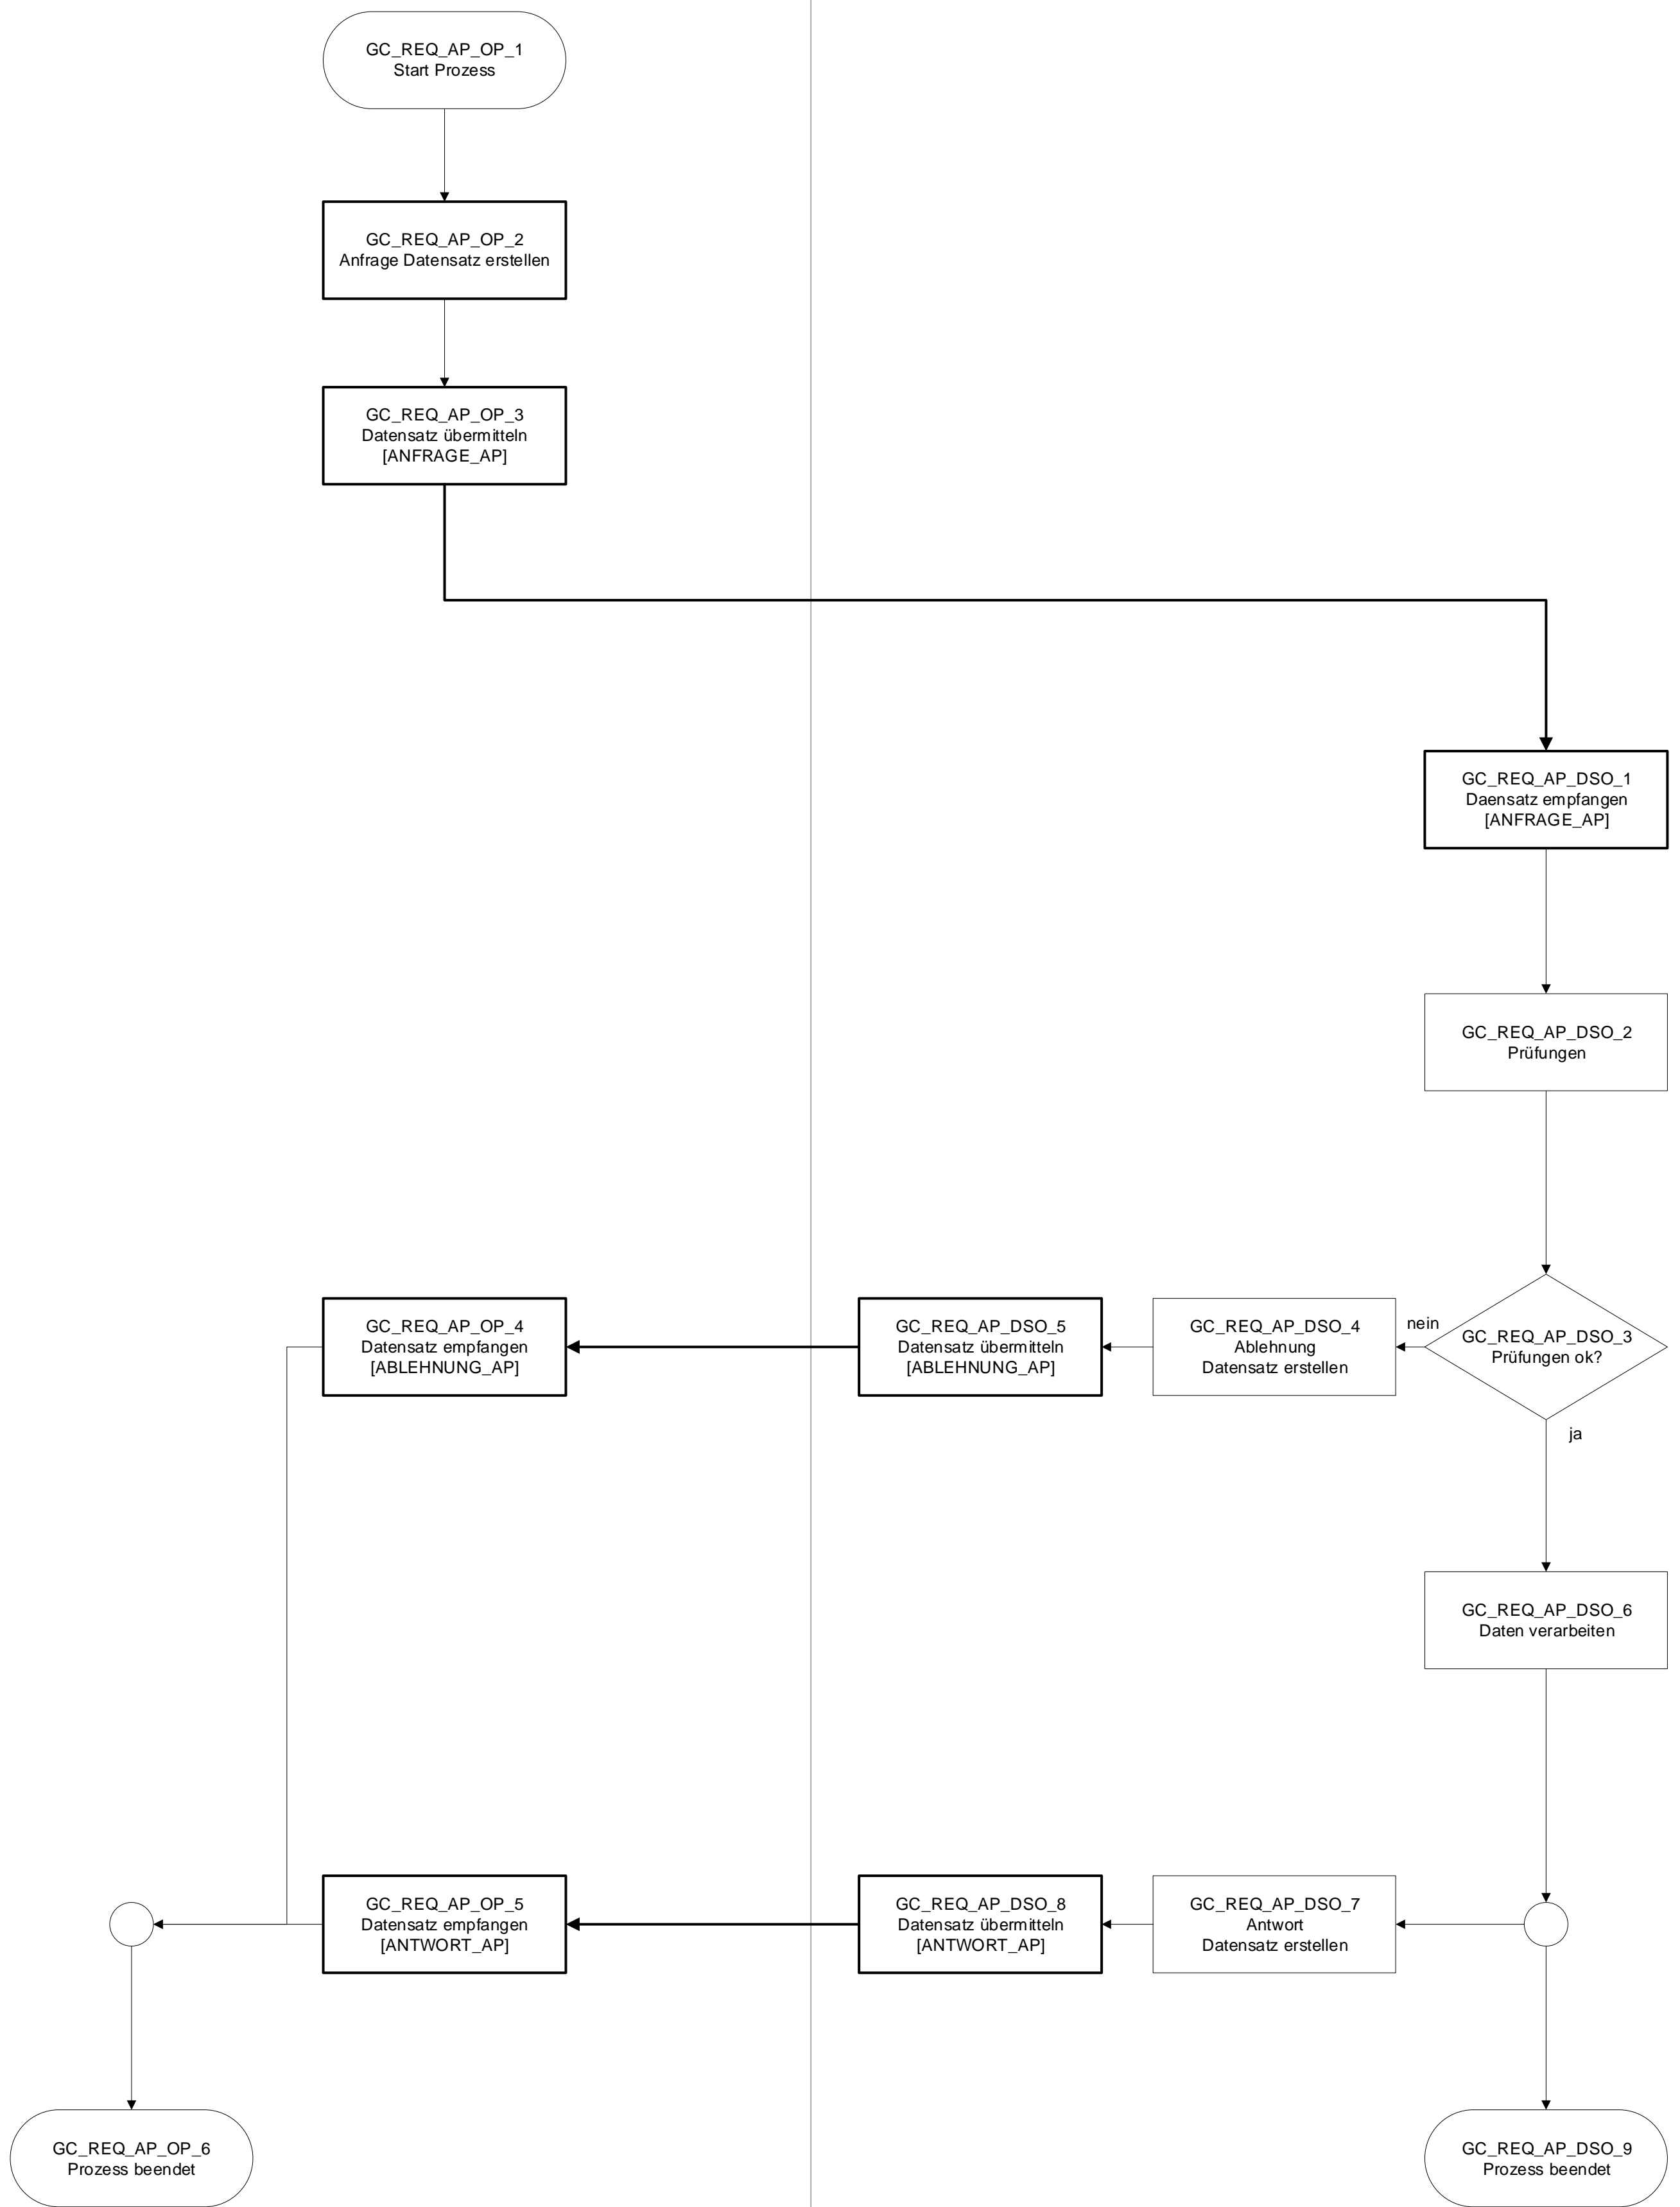 GC_REQ_AP_OP_1
Start Prozess
GC_REQ_AP_OP_2
Anfrage Datensatz erstellen
GC_REQ_AP_OP_3
Datensatz übermitteln
[ANFRAGE_AP]
GC_REQ_AP_DSO_1
Daensatz empfangen
[ANFRAGE_AP]
GC_REQ_AP_DSO_2
Prüfungen
GC_REQ_AP_OP_4
Datensatz empfangen
[ABLEHNUNG_AP]
GC_REQ_AP_DSO_5
Datensatz übermitteln
[ABLEHNUNG_AP]
GC_REQ_AP_DSO_4
Ablehnung
Datensatz erstellen
nein
GC_REQ_AP_DSO_3
Prüfungen ok?
ja
GC_REQ_AP_DSO_6
Daten verarbeiten
GC_REQ_AP_OP_5
Datensatz empfangen
[ANTWORT_AP]
GC_REQ_AP_DSO_8
Datensatz übermitteln
[ANTWORT_AP]
GC_REQ_AP_DSO_7
Antwort
Datensatz erstellen
GC_REQ_AP_OP_6
Prozess beendet
GC_REQ_AP_DSO_9
Prozess beendet